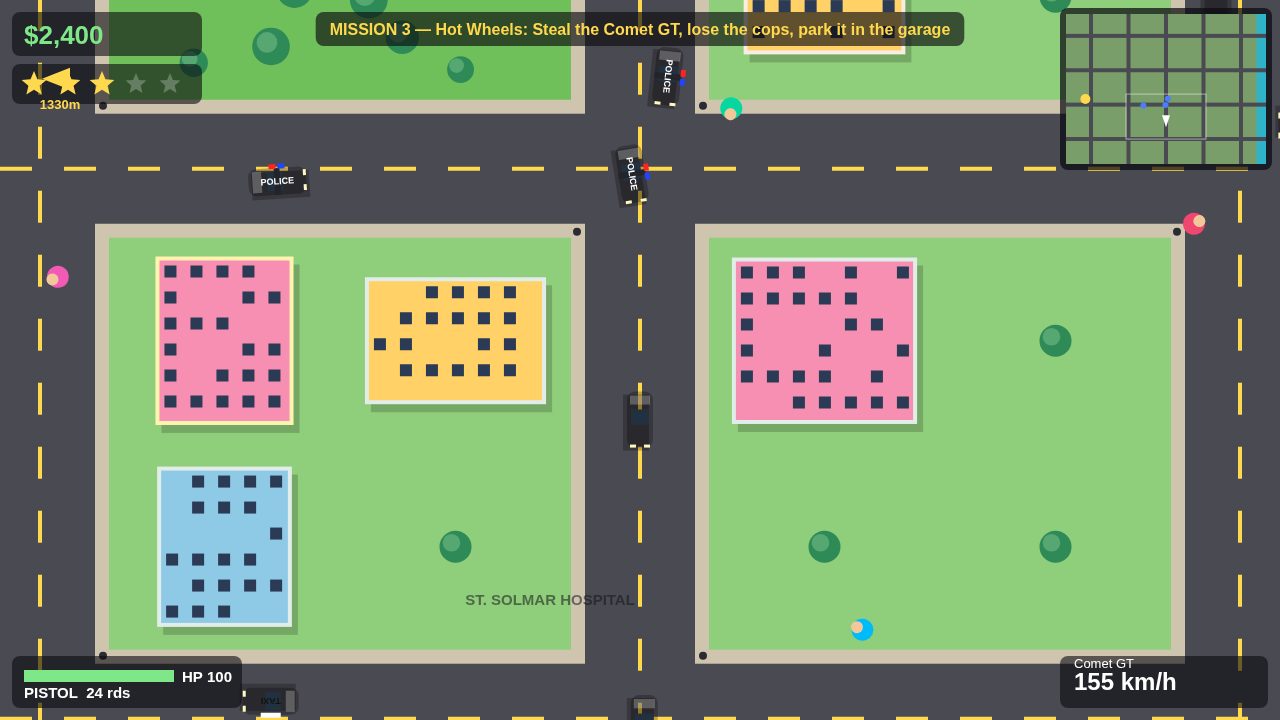 $2,400
MISSION 3 — Hot Wheels: Steal the Comet GT, lose the cops, park it in the garage
1330m
POLICE
POLICE
POLICE
ST. SOLMAR HOSPITAL
HP 100
PISTOL 24 rds
TAXI
Comet GT
155 km/h